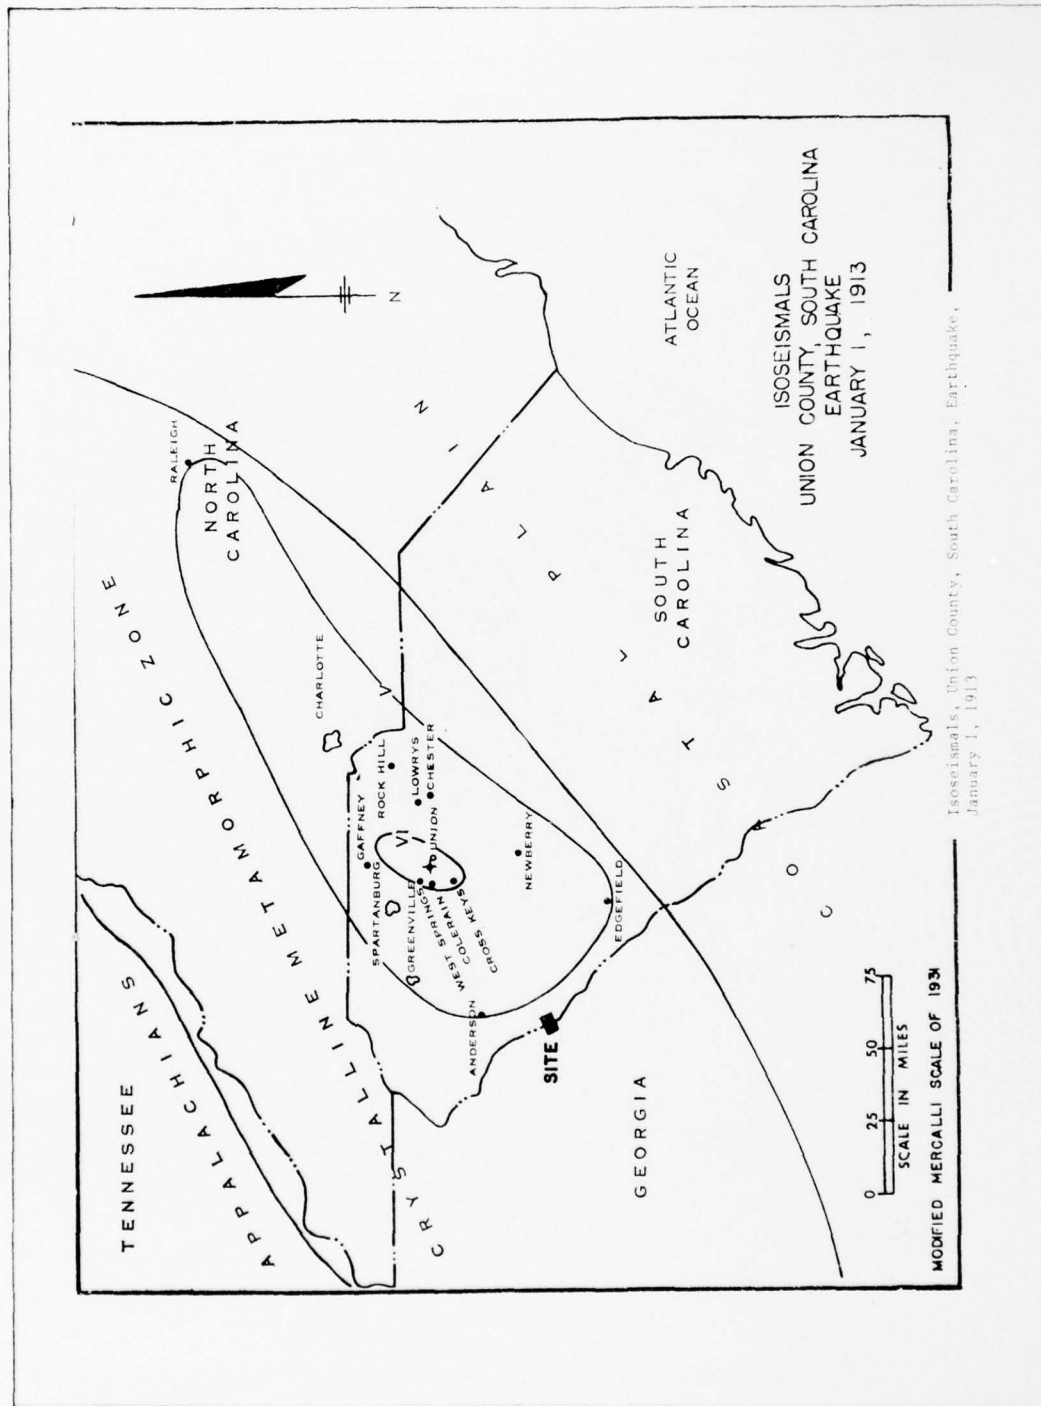 TENNESSEE
APPALACHIANS
CRYSTALLINE METAMORPHIC ZONE
NORTH
CAROLINA
RALEIGH
N
CHARLOTTE
GAFFNEY
SPARTANBURG
ROCK HILL
GREENVILLE
LOWRYS
CHESTER
VI
UNION
V
WEST SPRINGS
COLERAIN
CROSS KEYS
ANDERSON
NEWBERRY
EDGEFIELD
SITE
GEORGIA
SOUTH
CAROLINA
COASTAL PLAIN
ATLANTIC
OCEAN
ISOSEISMALS
UNION COUNTY, SOUTH CAROLINA
EARTHQUAKE
JANUARY 1, 1913
0 25 50 75
SCALE IN MILES
MODIFIED MERCALLI SCALE OF 1931
Isoseismals, Union County, South Carolina, Earthquake,
January 1, 1913